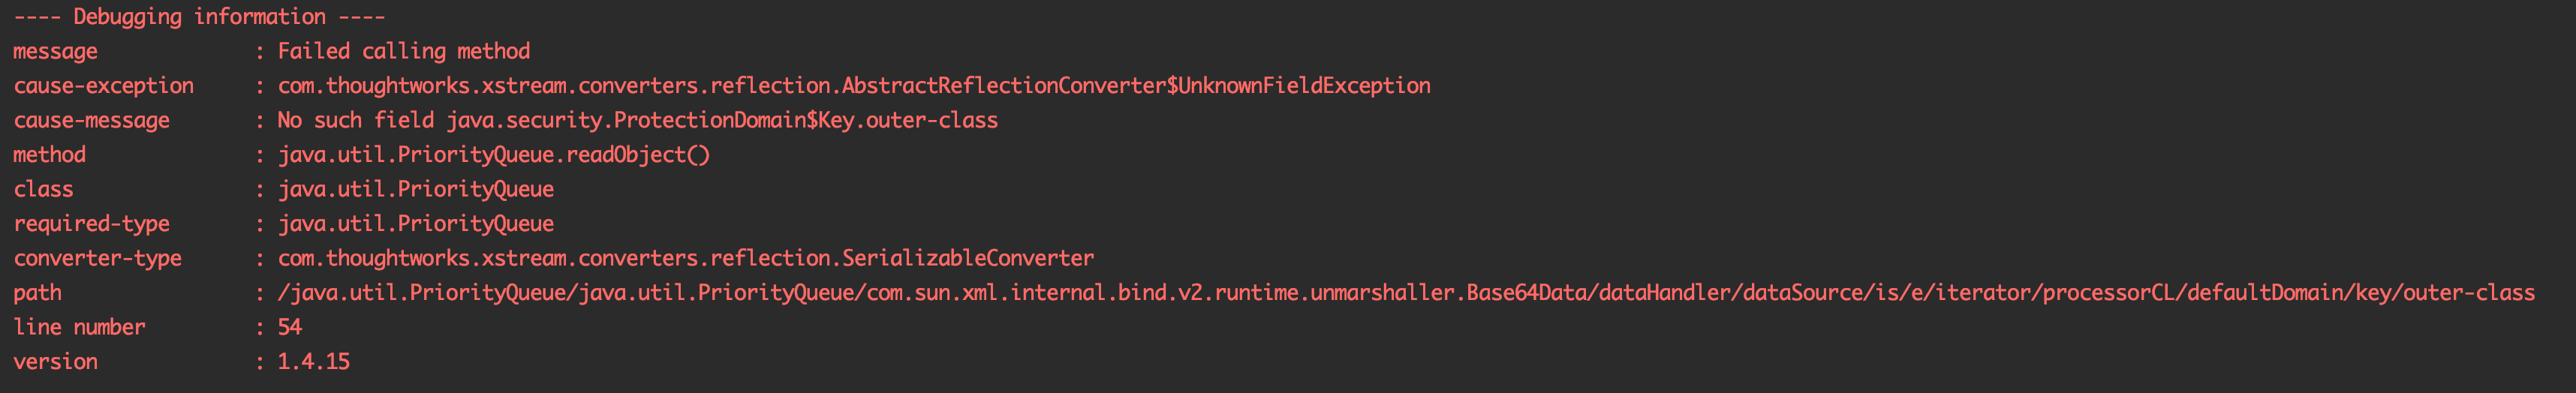 ---- Debugging information ----
message             : Failed calling method
cause-exception     : com.thoughtworks.xstream.converters.reflection.AbstractReflectionConverter$UnknownFieldException
cause-message       : No such field java.security.ProtectionDomain$Key.outer-class
method              : java.util.PriorityQueue.readObject()
class               : java.util.PriorityQueue
required-type       : java.util.PriorityQueue
converter-type      : com.thoughtworks.xstream.converters.reflection.SerializableConverter
path                : /java.util.PriorityQueue/java.util.PriorityQueue/com.sun.xml.internal.bind.v2.runtime.unmarshaller.Base64Data/dataHandler/dataSource/is/e/iterator/processorCL/defaultDomain/key/outer-class
line number         : 54
version             : 1.4.15